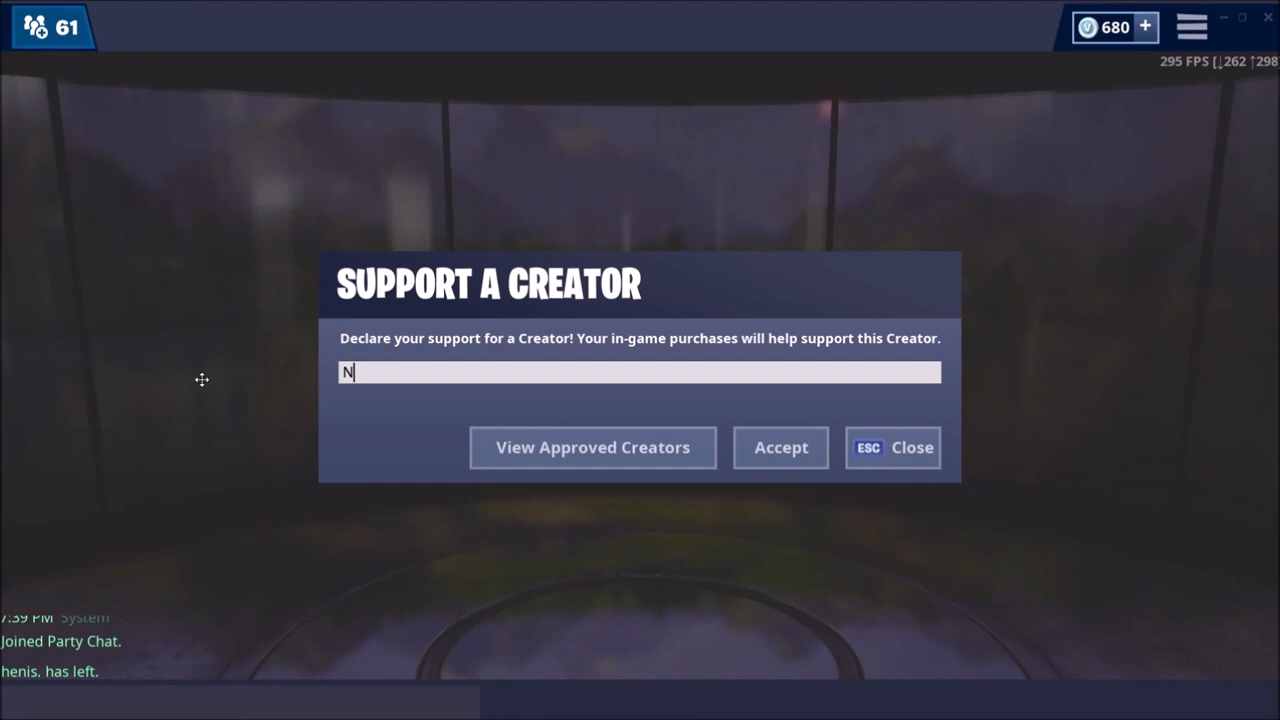 61
680 +
295 FPS [↓262 ↑298
SUPPORT A CREATOR
Declare your support for a Creator! Your in-game purchases will help support this Creator.
N
View Approved Creators
Accept
ESC Close
7:39 PM System
Joined Party Chat.
henis. has left.